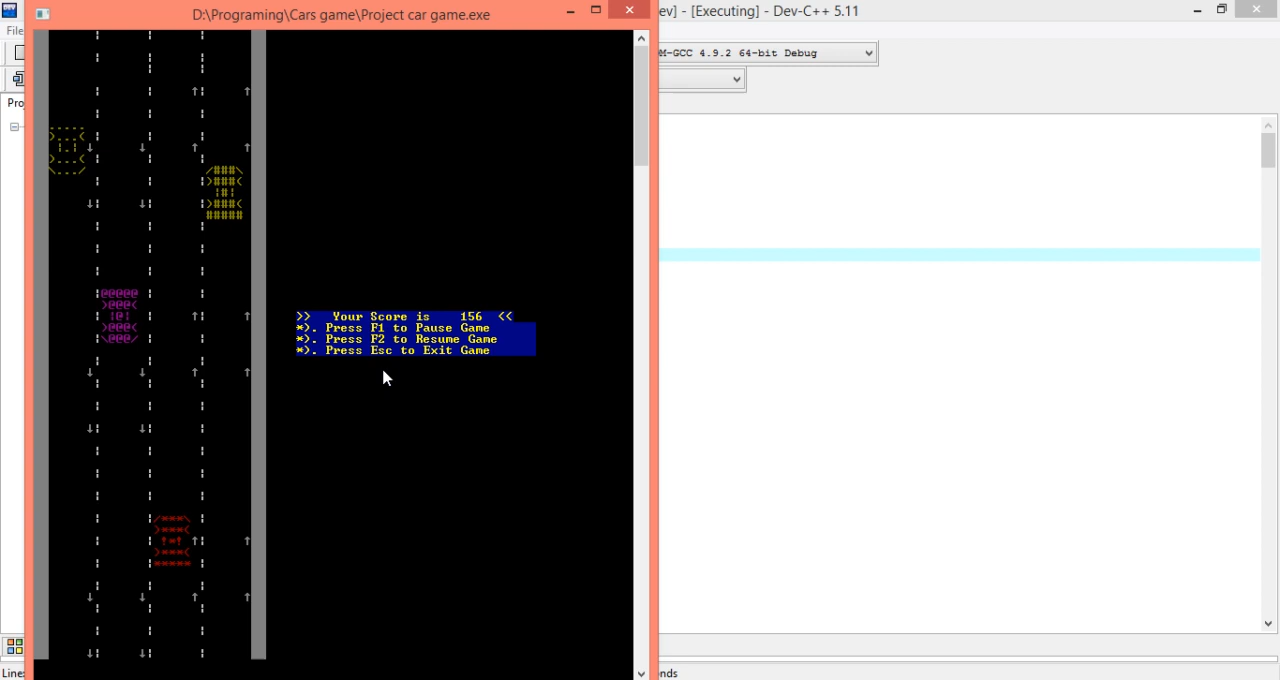 D:\Programing\Cars game\Project car game.exe
ev] - [Executing] - Dev-C++ 5.11
File
M-GCC 4.9.2 64-bit Debug
Proj
>> Your Score is 156 <<
*). Press F1 to Pause Game
*). Press F2 to Resume Game
*). Press Esc to Exit Game
Line:
nds